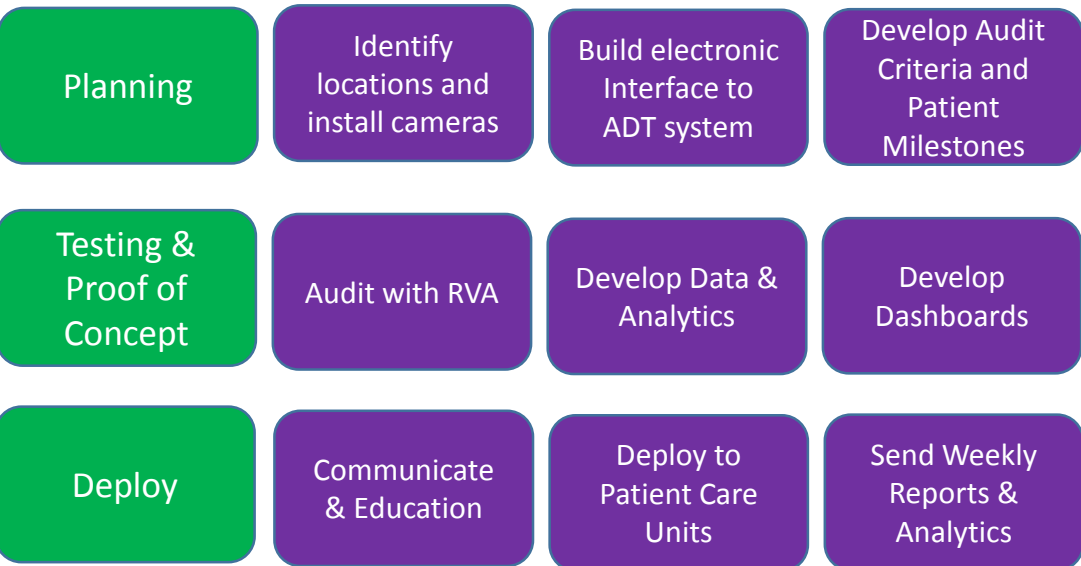 Planning
Identify
locations and
install cameras
Build electronic
Interface to
ADT system
Develop Audit
Criteria and
Patient
Milestones
Testing &
Proof of
Concept
Audit with RVA
Develop Data &
Analytics
Develop
Dashboards
Deploy
Communicate
& Education
Deploy to
Patient Care
Units
Send Weekly
Reports &
Analytics